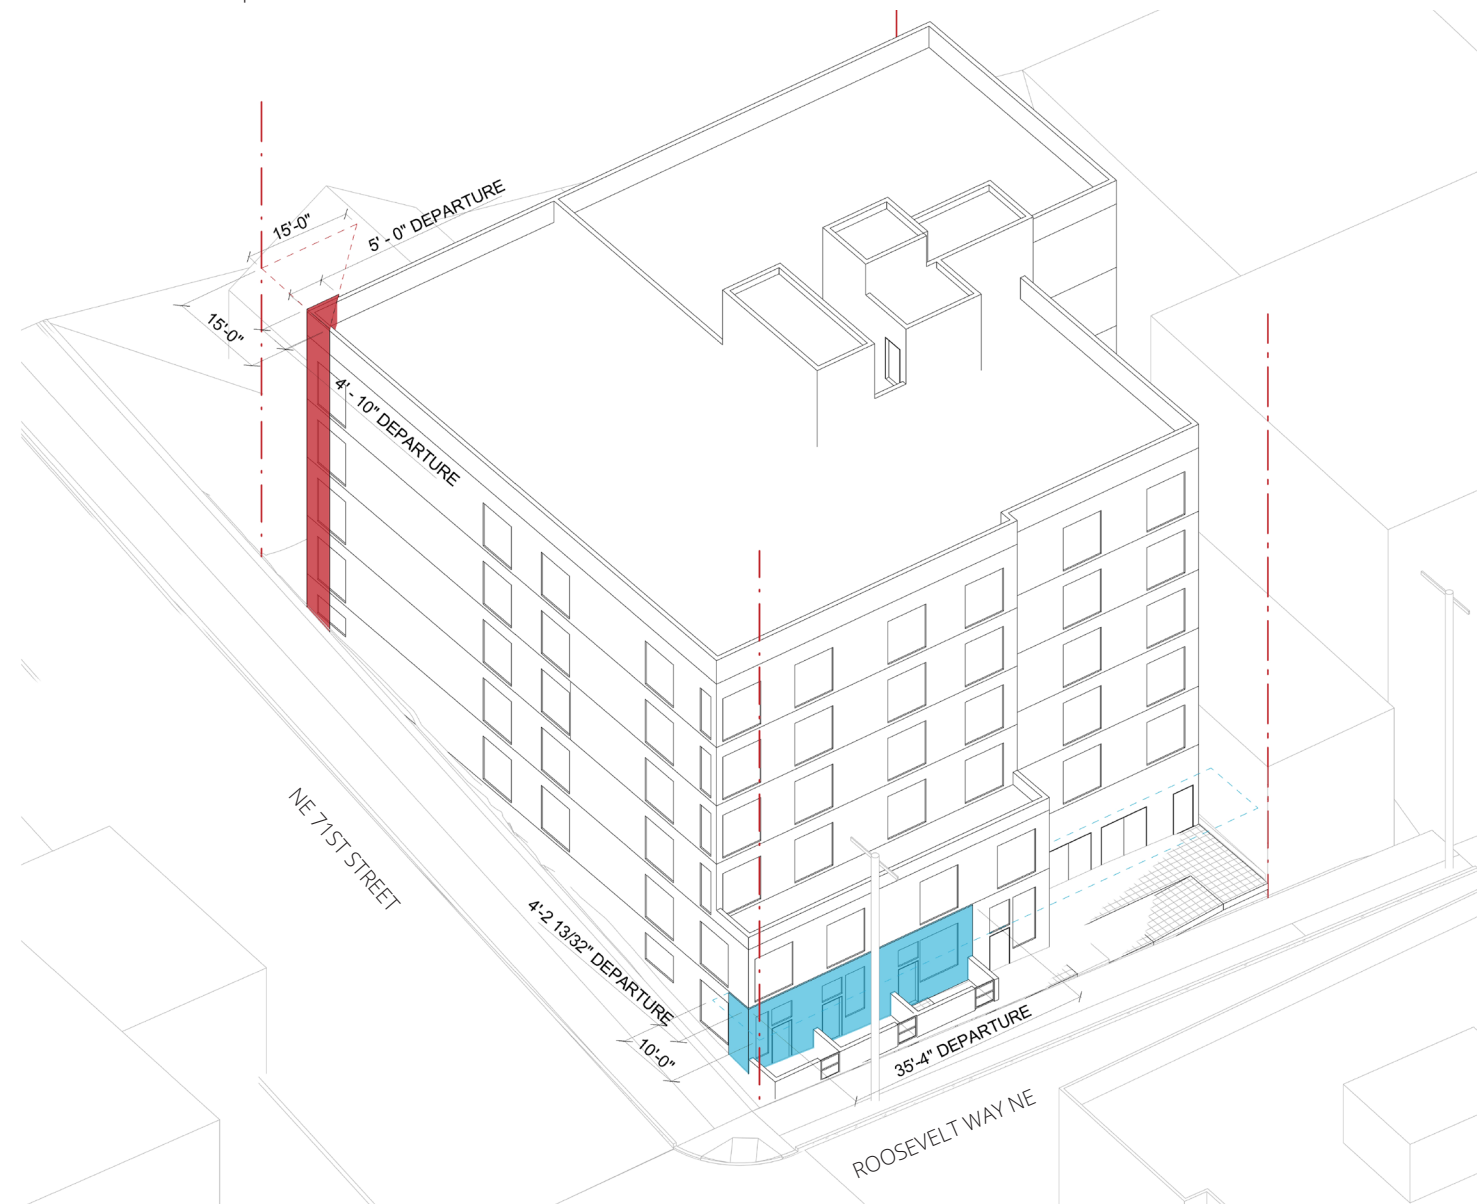 15'-0"
5' - 0" DEPARTURE
15'-0"
4' - 10" DEPARTURE
NE 71ST STREET
4'-2 13/32" DEPARTURE
10'-0"
35'-4" DEPARTURE
ROOSEVELT WAY NE